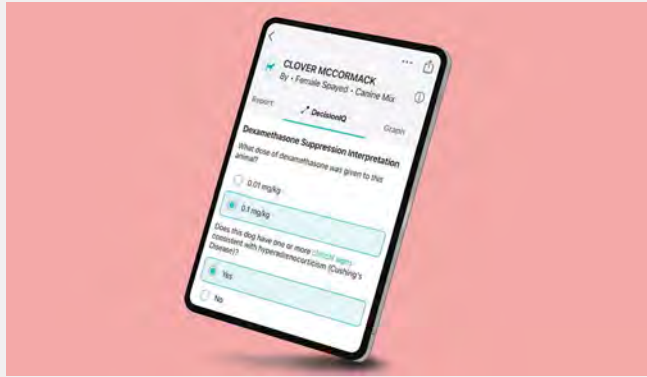 CLOVER MCCORMACK
8y • Female Spayed • Canine Mix
Report
DecisionIQ
Graph
Dexamethasone Suppression Interpretation
What dose of dexamethasone was given to this
animal?
0.01 mg/kg
0.1 mg/kg
Does this dog have one or more clinical signs
consistent with hyperadrenocorticism (Cushing's
Disease)?
Yes
No